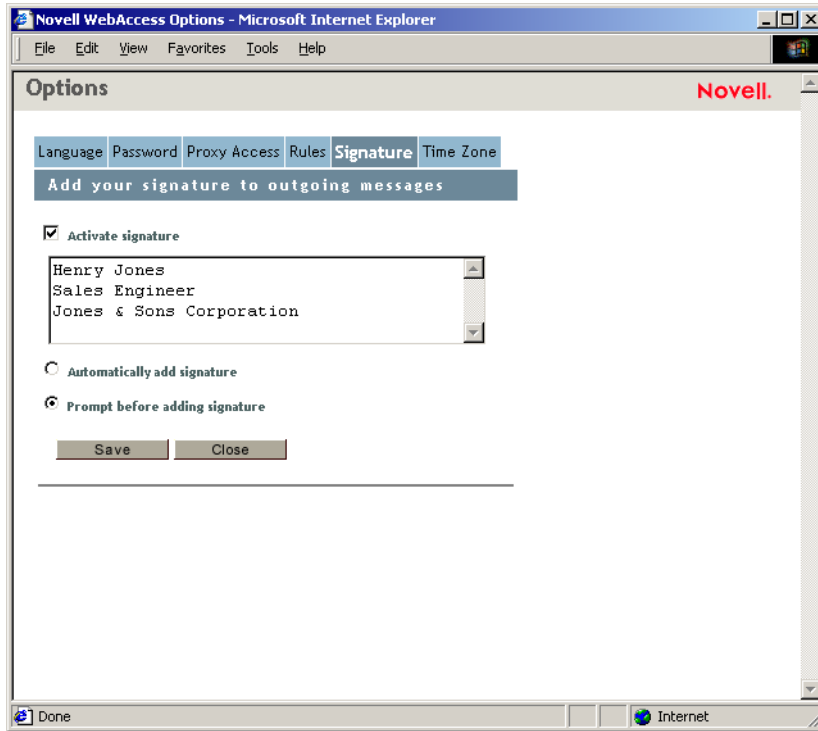 Novell WebAccess Options - Microsoft Internet Explorer
File Edit View Favorites Tools Help
Options
Novell.
Language Password Proxy Access Rules Signature Time Zone
Add your signature to outgoing messages
Activate signature
Henry Jones
Sales Engineer
Jones & Sons Corporation
Automatically add signature
Prompt before adding signature
Save Close
Done Internet